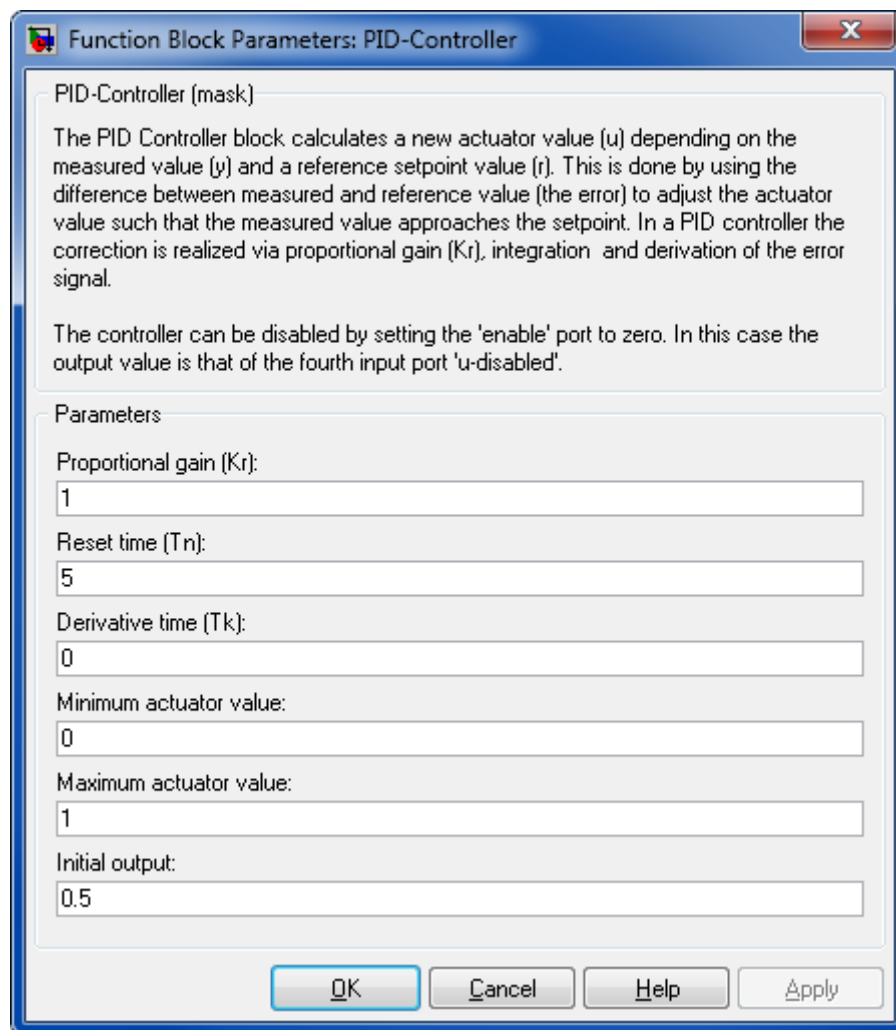 Function Block Parameters: PID-Controller
PID-Controller (mask)
The PID Controller block calculates a new actuator value (u) depending on the
measured value (y) and a reference setpoint value (r). This is done by using the
difference between measured and reference value (the error) to adjust the actuator
value such that the measured value approaches the setpoint. In a PID controller the
correction is realized via proportional gain (Kr), integration  and derivation of the error
signal.
The controller can be disabled by setting the 'enable' port to zero. In this case the
output value is that of the fourth input port 'u-disabled'.
Parameters
Proportional gain (Kr):
1
Reset time (Tn):
5
Derivative time (Tk):
0
Minimum actuator value:
0
Maximum actuator value:
1
Initial output:
0.5
OK Cancel Help Apply